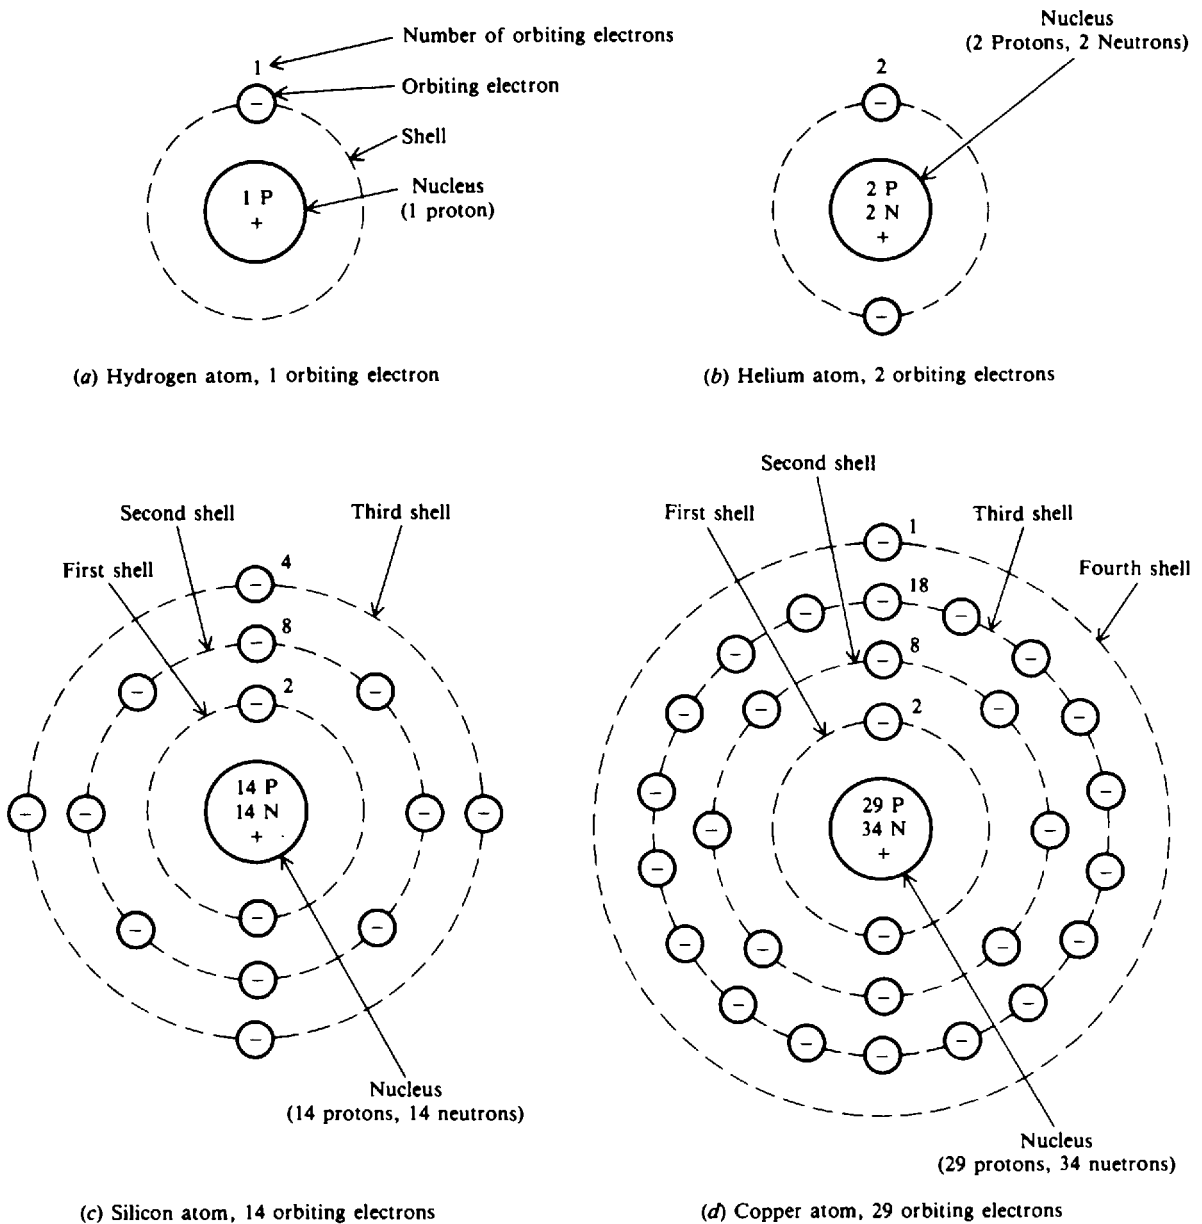 Number of orbiting electrons
1
Orbiting electron
−
Shell
Nucleus
(1 proton)
1 P
+
(a) Hydrogen atom, 1 orbiting electron
Nucleus
(2 Protons, 2 Neutrons)
2
−
2 P
2 N
+
−
(b) Helium atom, 2 orbiting electrons
Second shell
Third shell
First shell
4
−
8
−
− −
2
−
14 P
14 N
+
− − − −
−
− −
−
−
Nucleus
(14 protons, 14 neutrons)
(c) Silicon atom, 14 orbiting electrons
Second shell
First shell
Third shell
Fourth shell
1
−
18
− − −
8
− − −
− −
2
− − −
− −
29 P
34 N
+
− −
− −
−
− −
− −
−
− −
− − −
Nucleus
(29 protons, 34 nuetrons)
(d) Copper atom, 29 orbiting electrons